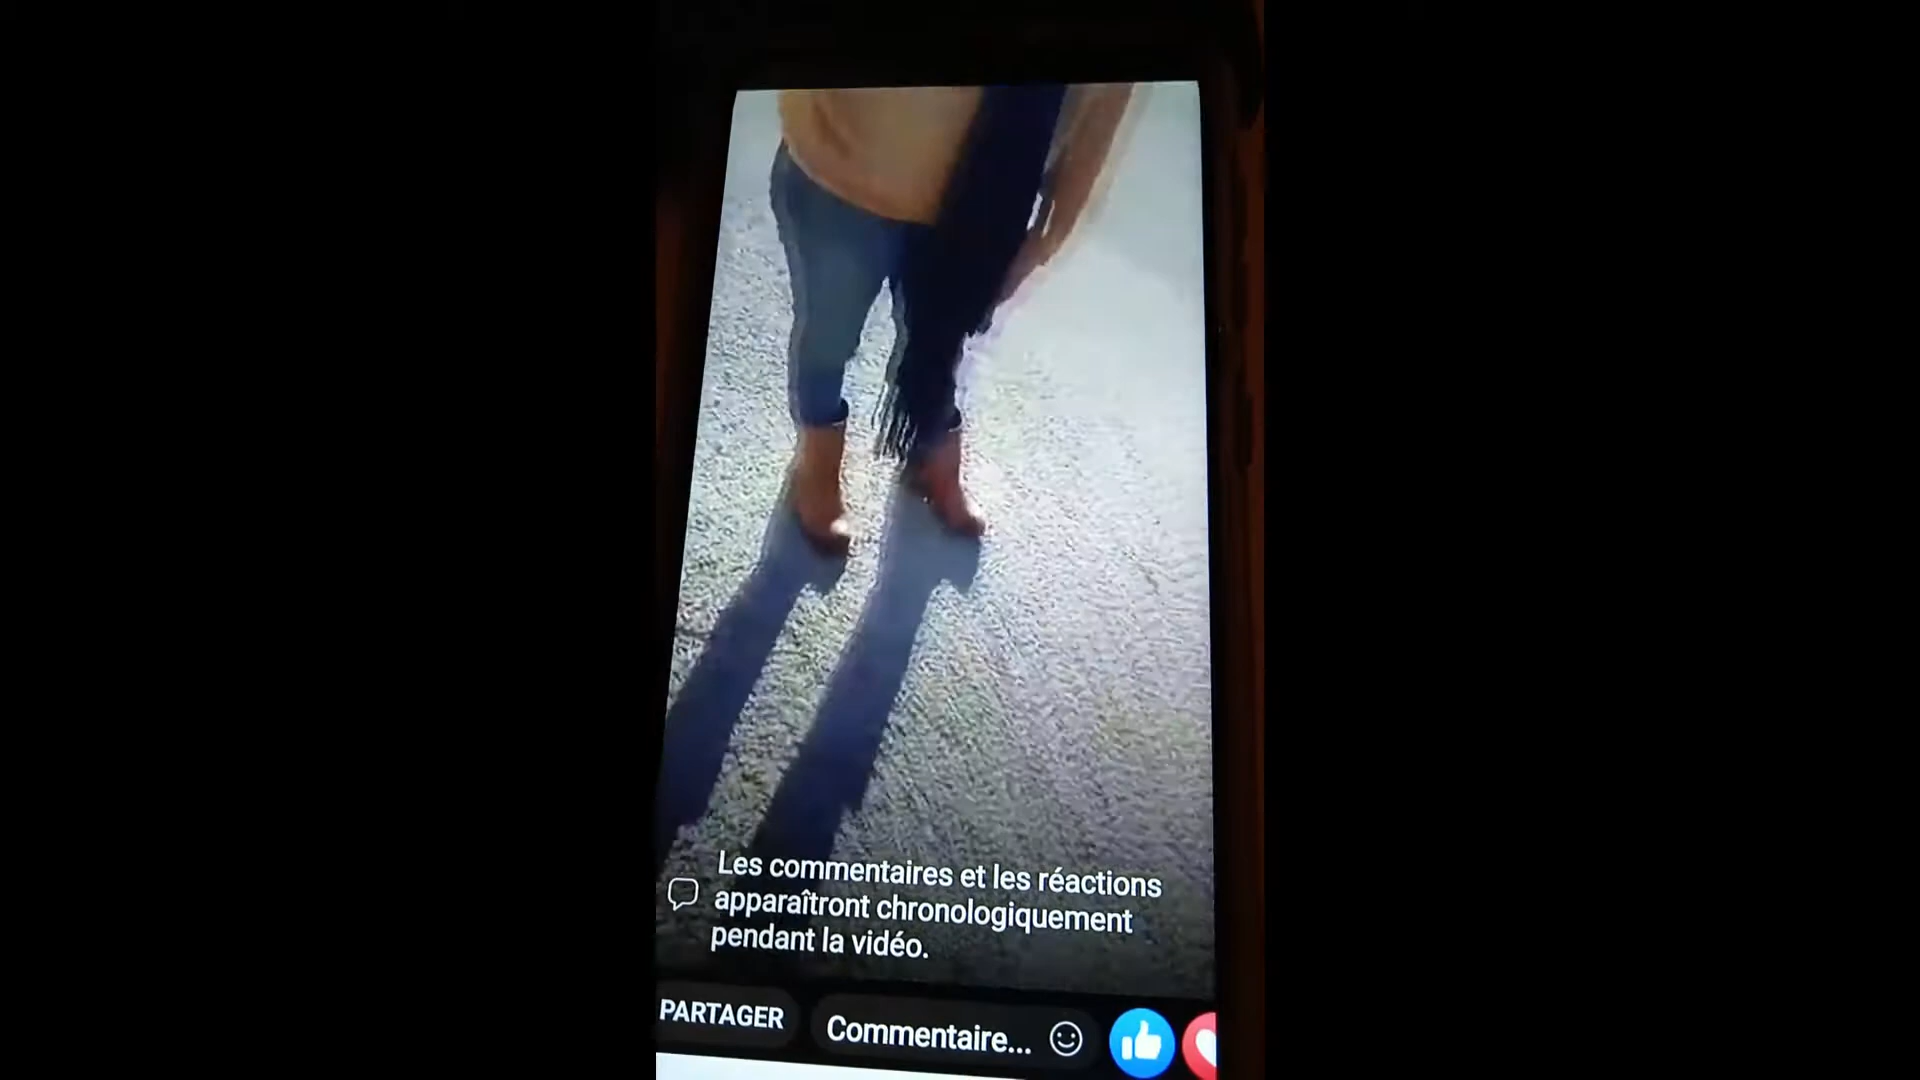 Les commentaires et les réactions
apparaîtront chronologiquement
pendant la vidéo.
PARTAGER
Commentaire...